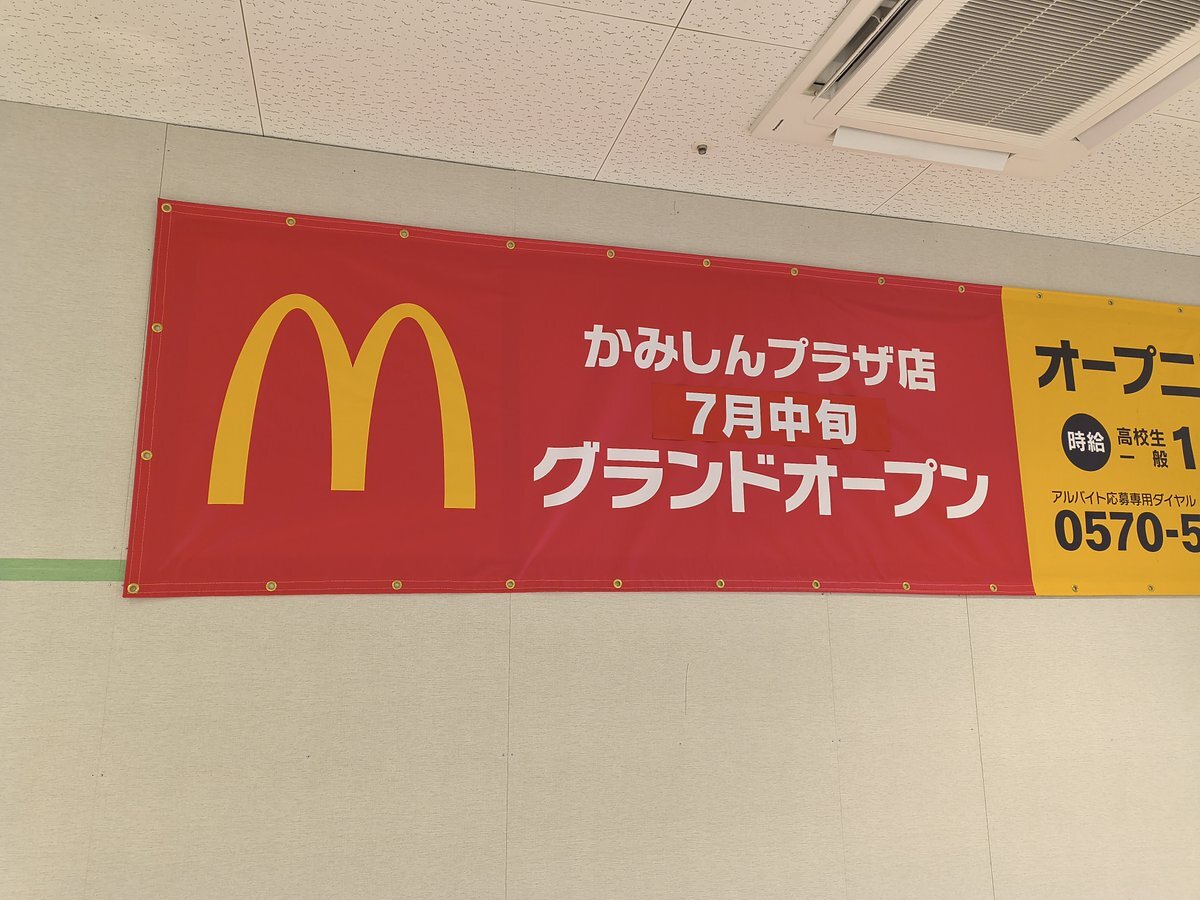 かみしんプラザ店
7月中旬
グランドオープン
オープニ
時給
高校生
一般 1
アルバイト応募専用ダイヤル
0570-5